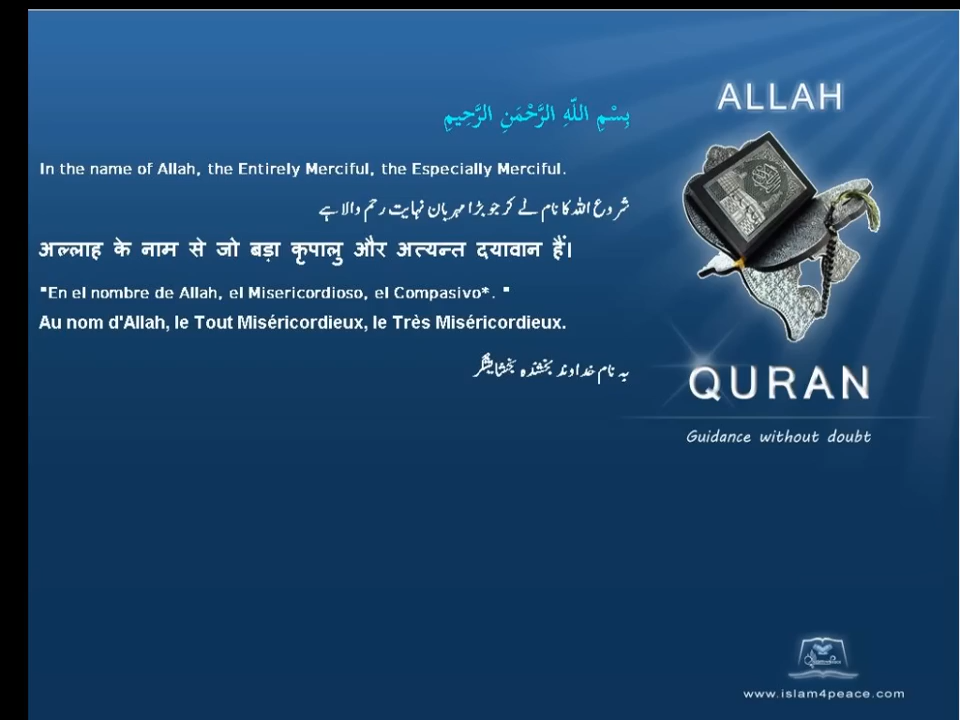 بِسْمِ اللَّهِ الرَّحْمَنِ الرَّحِيمِ
In the name of Allah, the Entirely Merciful, the Especially Merciful.
شروع الله کا نام لے کر جو بڑا مہربان نہایت رحم والا ہے
अल्लाह के नाम से जो बड़ा कृपालु और अत्यन्त दयावान हैं।
"En el nombre de Allah, el Misericordioso, el Compasivo*. "
Au nom d'Allah, le Tout Miséricordieux, le Très Miséricordieux.
به نام خداوند بخشنده بخشایشگر
ALLAH
QURAN
Guidance without doubt
www.islam4peace.com